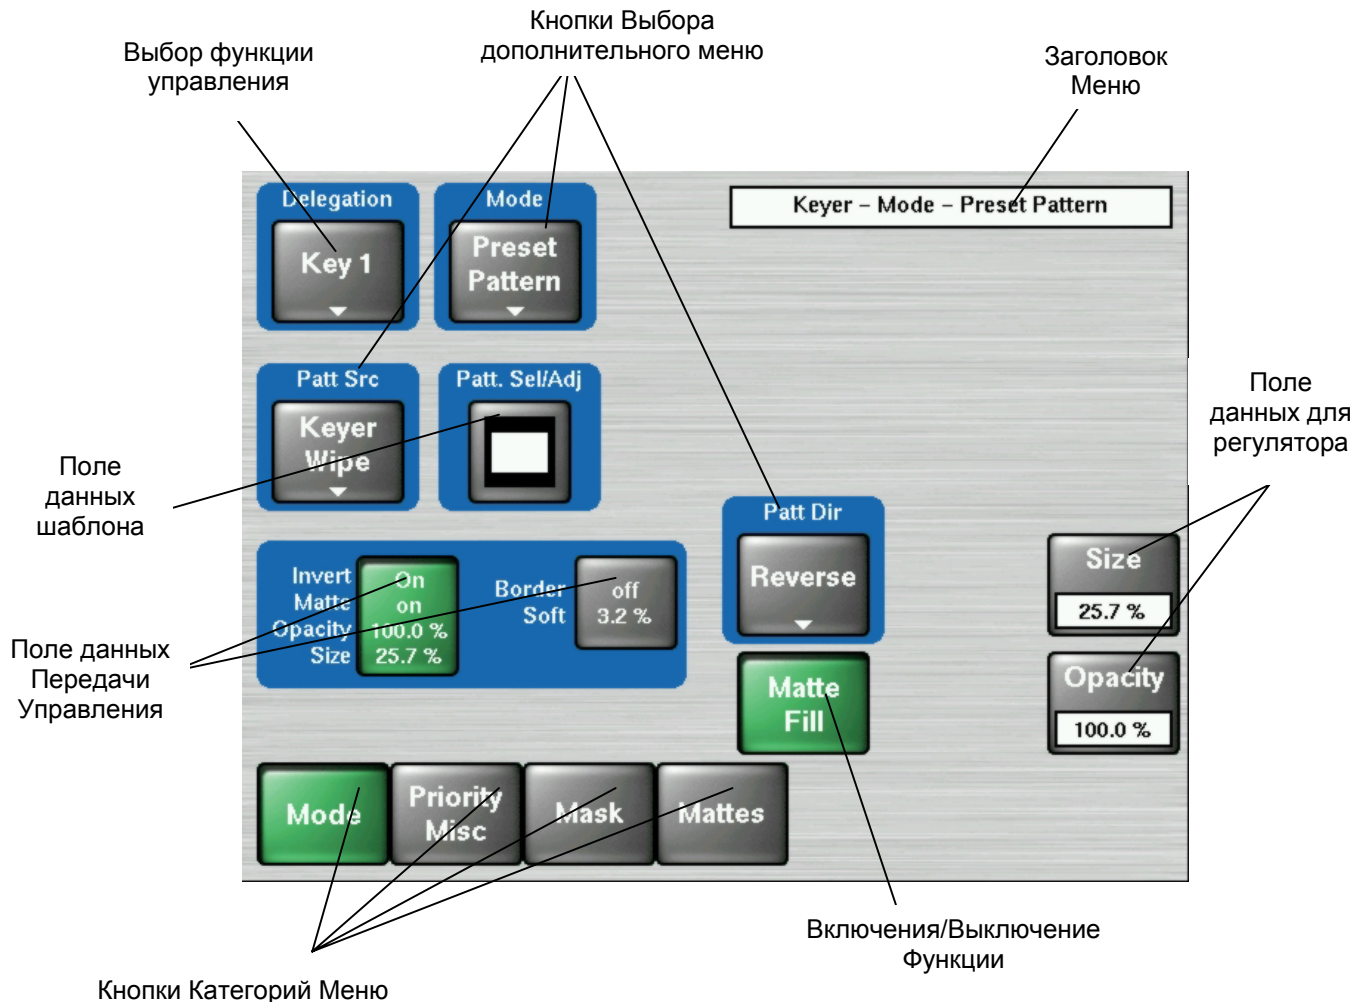 Кнопки Выбора
дополнительного меню
Выбор функции
управления
Заголовок
Меню
Delegation
Key 1
Mode
Preset
Pattern
Keyer – Mode – Preset Pattern
Patt Src
Keyer
Wipe
Patt. Sel/Adj
Поле
данных для
регулятора
Поле
данных
шаблона
Patt Dir
Reverse
Size
25.7 %
Invert On
Matte on
Opacity 100.0 %
Size 25.7 %
Border off
Soft 3.2 %
Поле данных
Передачи
Управления
Matte
Fill
Opacity
100.0 %
Mode
Priority
Misc
Mask
Mattes
Включения/Выключение
Функции
Кнопки Категорий Меню